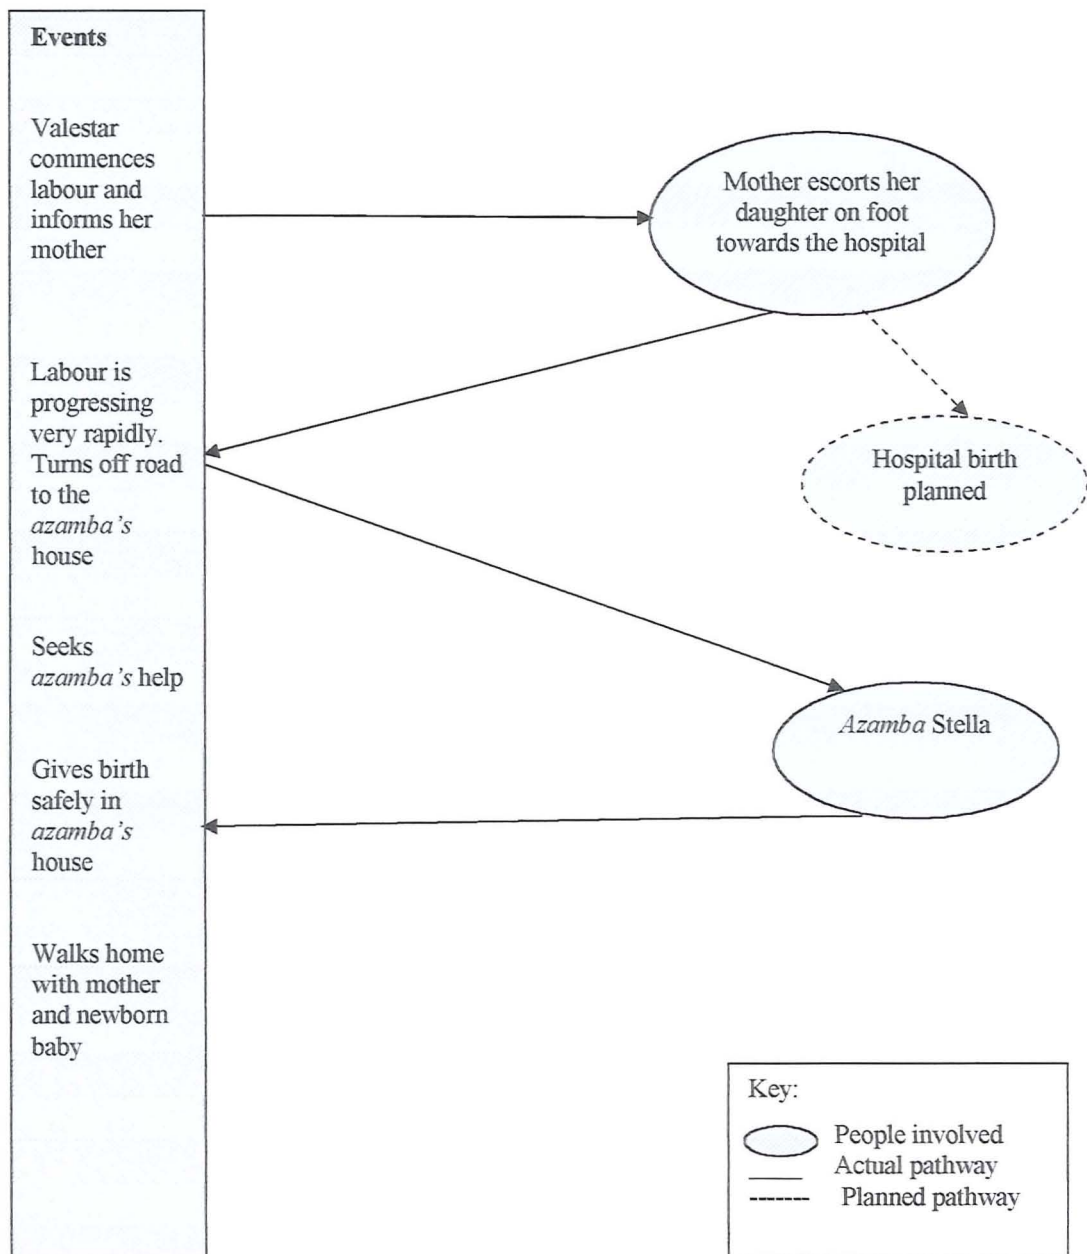 Events
Valestar
commences
labour and
informs her
mother
Mother escorts her
daughter on foot
towards the hospital
Labour is
progressing
very rapidly.
Turns off road
to the
azamba's
house
Hospital birth
planned
Seeks
azamba's help
Azamba Stella
Gives birth
safely in
azamba's
house
Walks home
with mother
and newborn
baby
Key:
People involved
Actual pathway
Planned pathway